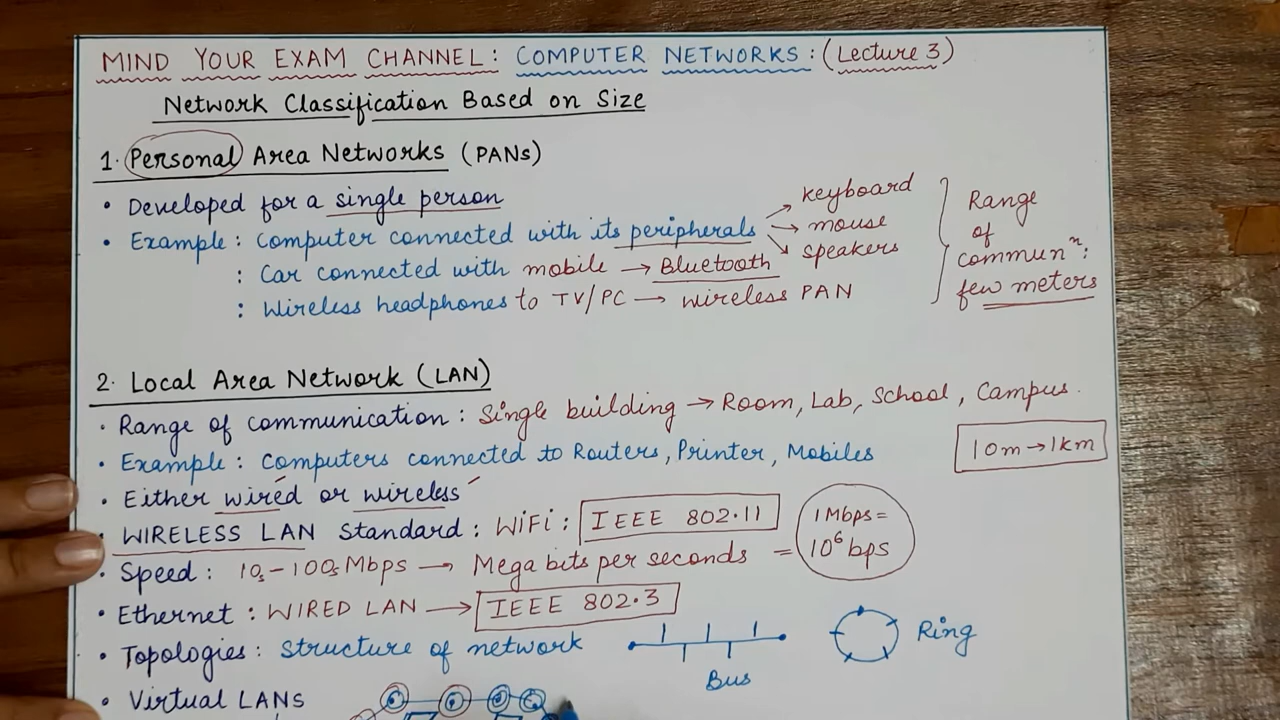 MIND YOUR EXAM CHANNEL: COMPUTER NETWORKS: (Lecture 3)
Network Classification Based on Size
1. Personal Area Networks (PANs)
• Developed for a single person
• Example: Computer connected with its peripherals → keyboard → mouse → speakers
: Car connected with mobile → Bluetooth
: Wireless headphones to TV/PC → wireless PAN
Range
of
communⁿ:
few meters
2. Local Area Network (LAN)
• Range of communication: Single building → Room, Lab, School, Campus.
10m→1km
• Example: Computers connected to Routers, Printer, Mobiles
• Either wired or wireless
• WIRELESS LAN Standard: WiFi: IEEE 802.11
• Speed: 10-100 Mbps → Mega bits per seconds = 1 Mbps =
10⁶ bps
• Ethernet: WIRED LAN → IEEE 802.3
• Topologies: structure of network
Bus
Ring
• Virtual LANs